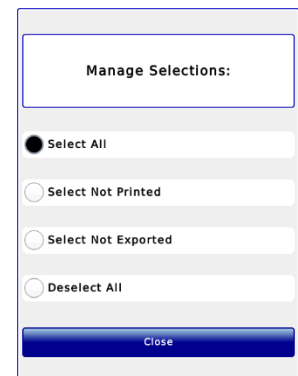 Manage Selections:
Select All
Select Not Printed
Select Not Exported
Deselect All
Close